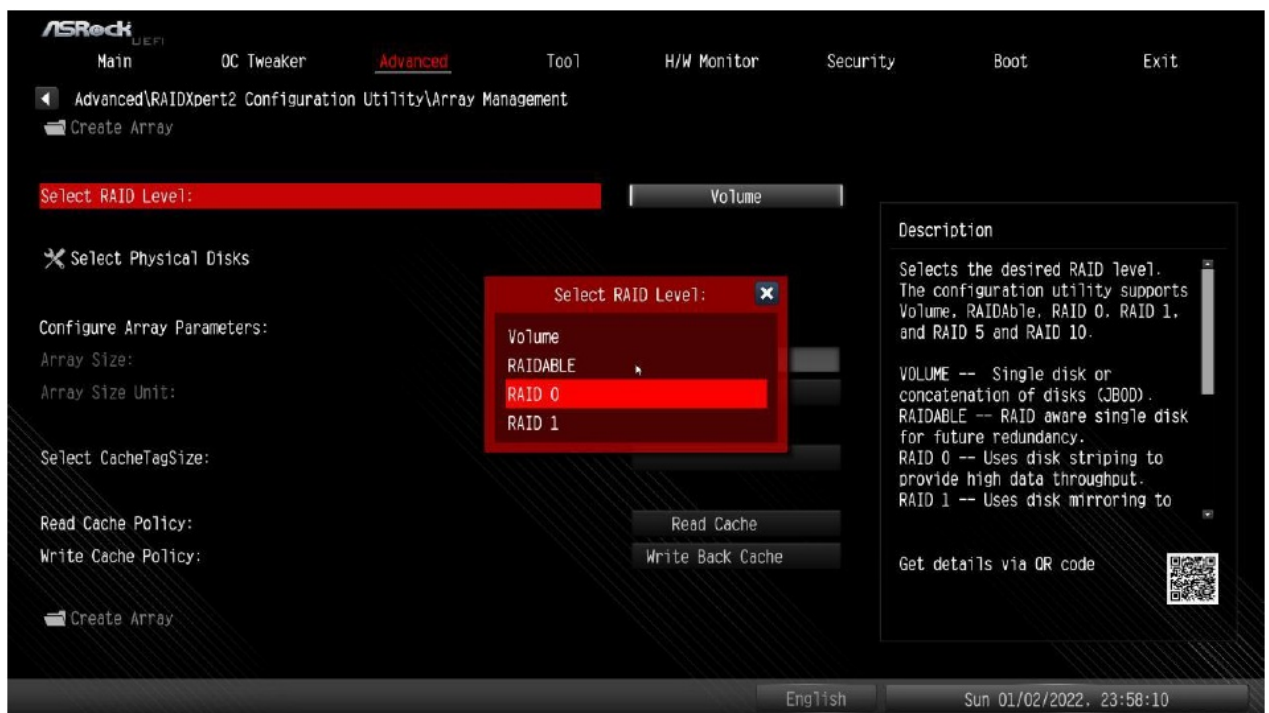 ASRock
UEFI
Main OC Tweaker Advanced Tool H/W Monitor Security Boot Exit
Advanced\RAIDXpert2 Configuration Utility\Array Management
Create Array
Select RAID Level: Volume
Select Physical Disks
Configure Array Parameters:
Array Size:
Array Size Unit:
Select CacheTagSize:
Read Cache Policy: Read Cache
Write Cache Policy: Write Back Cache
Create Array
Select RAID Level:
Volume
RAIDABLE
RAID 0
RAID 1
Description
Selects the desired RAID level.
The configuration utility supports
Volume, RAIDAble, RAID 0, RAID 1,
and RAID 5 and RAID 10.
VOLUME -- Single disk or
concatenation of disks (JBOD).
RAIDABLE -- RAID aware single disk
for future redundancy.
RAID 0 -- Uses disk striping to
provide high data throughput.
RAID 1 -- Uses disk mirroring to
Get details via QR code
English Sun 01/02/2022, 23:58:10